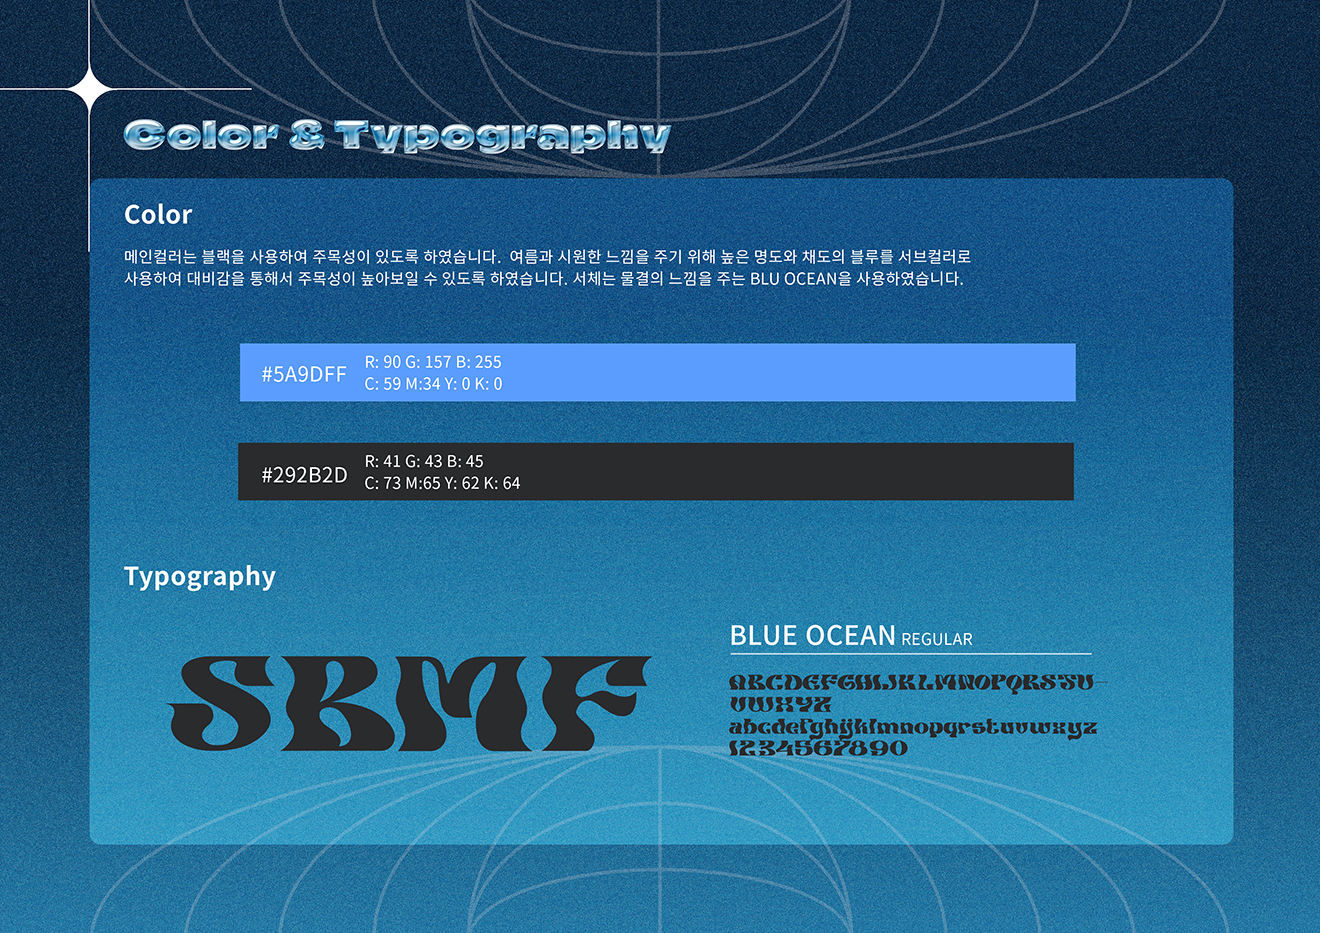 Color & Typography
Color
메인컬러는 블랙을 사용하여 주목성이 있도록 하였습니다. 여름과 시원한 느낌을 주기 위해 높은 명도와 채도의 블루를 서브컬러로
사용하여 대비감을 통해서 주목성이 높아보일 수 있도록 하였습니다. 서체는 물결의 느낌을 주는 BLU OCEAN을 사용하였습니다.
#5A9DFF
R: 90 G: 157 B: 255
C: 59 M:34 Y: 0 K: 0
#292B2D
R: 41 G: 43 B: 45
C: 73 M:65 Y: 62 K: 64
Typography
SBMF
BLUE OCEAN REGULAR
ABCDEFGHIJKLMNOPQRSTU-
VWXYZ
abcdefghijklmnopqrstuvwxyz
1234567890